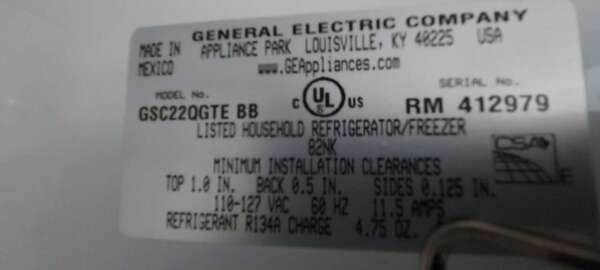 GENERAL ELECTRIC COMPANY
MADE IN MEXICO
APPLIANCE PARK LOUISVILLE, KY 40225 USA
www.GEAppliances.com
MODEL No.
GSC22QGTE BB
C UL US
SERIAL No.
RM 412979
LISTED HOUSEHOLD REFRIGERATOR/FREEZER
82NK
CSA
MINIMUM INSTALLATION CLEARANCES
TOP 1.0 IN. BACK 0.5 IN. SIDES 0.125 IN.
110-127 VAC 60 HZ 11.5 AMPS
REFRIGERANT R134A CHARGE 4.75 OZ.